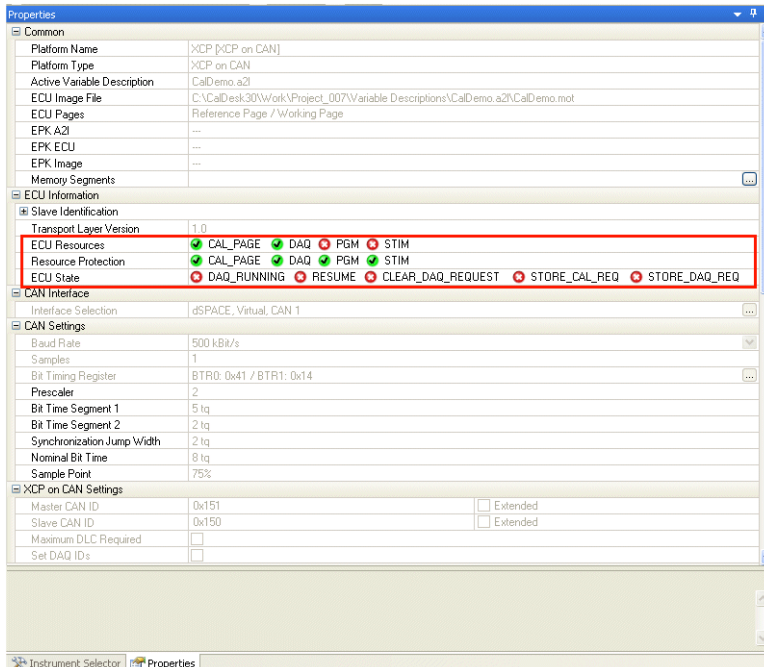 Properties
Common
Platform Name XCP [XCP on CAN]
Platform Type XCP on CAN
Active Variable Description CalDemo.a2l
ECU Image File C:\CalDesk30\Work\Project_007\Variable Descriptions\CalDemo.a2l\CalDemo.mot
ECU Pages Reference Page / Working Page
EPK A2l ---
EPK ECU ---
EPK Image ---
Memory Segments ...
ECU Information
Slave Identification
Transport Layer Version 1.0
ECU Resources CAL_PAGE DAQ PGM STIM
Resource Protection CAL_PAGE DAQ PGM STIM
ECU State DAQ_RUNNING RESUME CLEAR_DAQ_REQUEST STORE_CAL_REQ STORE_DAQ_REQ
CAN Interface
Interface Selection dSPACE, Virtual, CAN 1 ...
CAN Settings
Baud Rate 500 kBit/s
Samples 1
Bit Timing Register BTR0: 0x41 / BTR1: 0x14 ...
Prescaler 2
Bit Time Segment 1 5 tq
Bit Time Segment 2 2 tq
Synchronization Jump Width 2 tq
Nominal Bit Time 8 tq
Sample Point 75%
XCP on CAN Settings
Master CAN ID 0x151 Extended
Slave CAN ID 0x150 Extended
Maximum DLC Required
Set DAQ IDs
Instrument Selector Properties